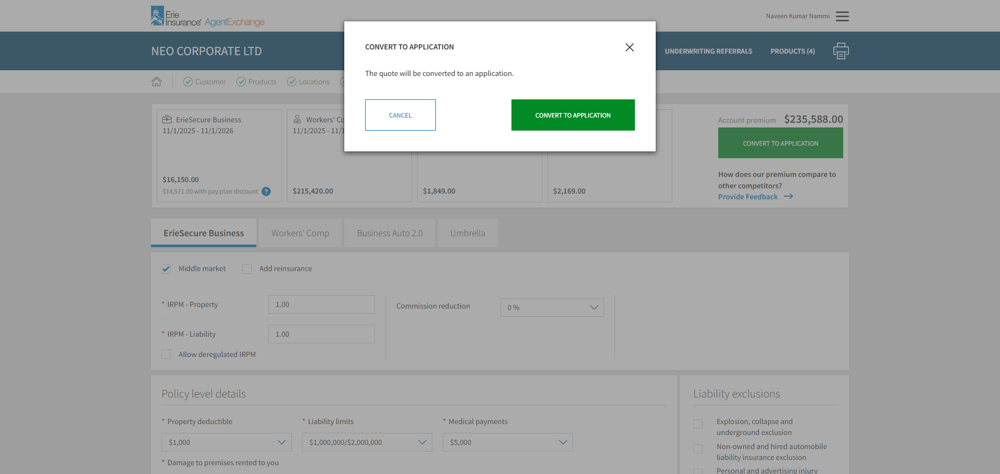 Erie
Insurance® AgentExchange
Naveen Kumar Nammi
NEO CORPORATE LTD
UNDERWRITING REFERRALS
PRODUCTS (4)
Customer
Products
Locations
CONVERT TO APPLICATION
The quote will be converted to an application.
CANCEL
CONVERT TO APPLICATION
ErieSecure Business
11/1/2025 - 11/1/2026
$16,150.00
$14,571.00 with pay plan discount ?
Workers' Co
11/1/2025 - 11/1
$215,420.00
$1,849.00
$2,169.00
Account premium $235,588.00
CONVERT TO APPLICATION
How does our premium compare to
other competitors?
Provide Feedback
ErieSecure Business
Workers' Comp
Business Auto 2.0
Umbrella
Middle market
Add reinsurance
* IRPM - Property
1.00
Commission reduction
0 %
* IRPM - Liability
1.00
Allow deregulated IRPM
Policy level details
* Property deductible
$1,000
* Liability limits
$1,000,000/$2,000,000
* Medical payments
$5,000
* Damage to premises rented to you
Liability exclusions
Explosion, collapse and
underground exclusion
Non-owned and hired automobile
liability insurance exclusion
Personal and advertising injury